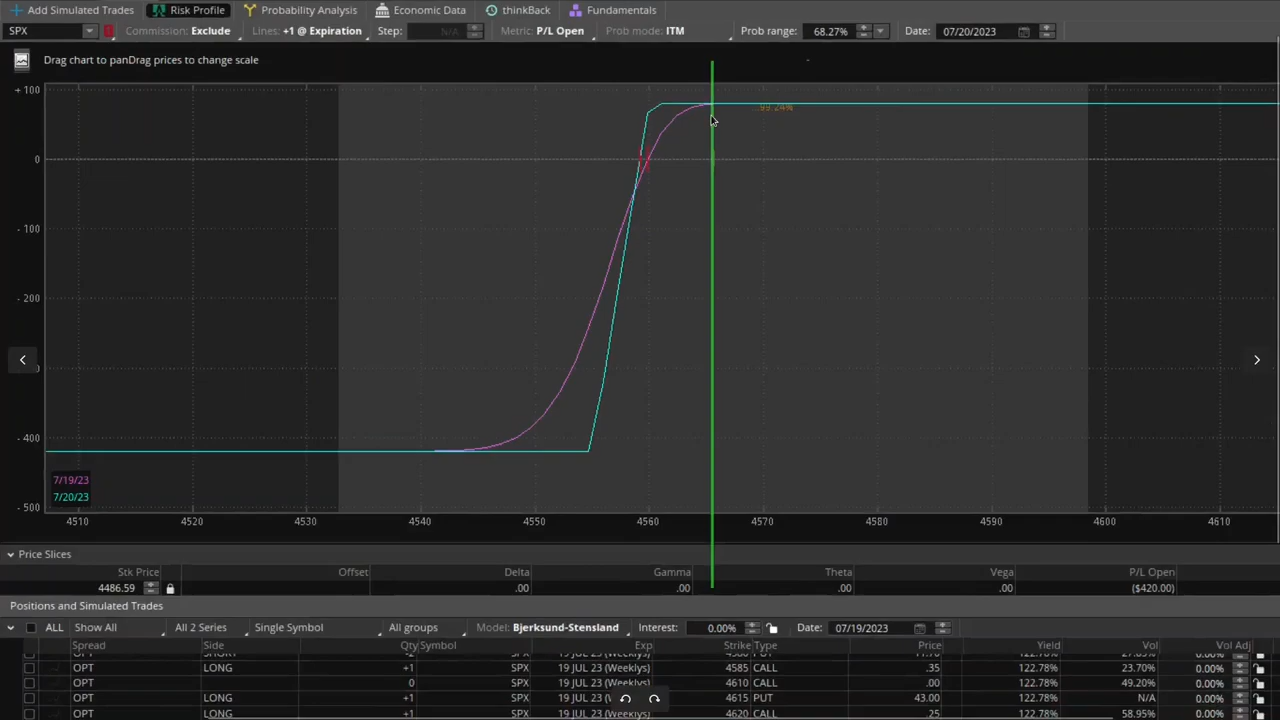 Add Simulated Trades Risk Profile Probability Analysis Economic Data thinkBack Fundamentals
SPX Commission: Exclude Lines: +1 @ Expiration Step: N/A Metric: P/L Open Prob mode: ITM Prob range: 68.27% Date: 07/20/2023
Drag chart to panDrag prices to change scale
+ 100
99.24%
0
- 100
- 200
- 400
7/19/23
7/20/23
- 500
4510 4520 4530 4540 4550 4560 4570 4580 4590 4600 4610
Price Slices
Stk Price Offset Delta Gamma Theta Vega P/L Open
4486.59 .00 .00 .00 .00 ($420.00)
Positions and Simulated Trades
ALL Show All All 2 Series Single Symbol All groups Model: Bjerksund-Stensland Interest: 0.00% Date: 07/19/2023
Spread Side Qty Symbol Exp Strike Type Price Yield Vol Vol Adj
OPT LONG +1 SPX 19 JUL 23 (Weeklys) 4585 CALL .35 122.78% 23.70% 0.00%
OPT 0 SPX 19 JUL 23 (Weeklys) 4610 CALL .00 122.78% 49.20% 0.00%
OPT LONG +1 SPX 19 JUL 23 4615 PUT 43.00 122.78% N/A 0.00%
OPT LONG +1 SPX 19 JUL 23 4620 CALL .25 122.78% 58.95% 0.00%